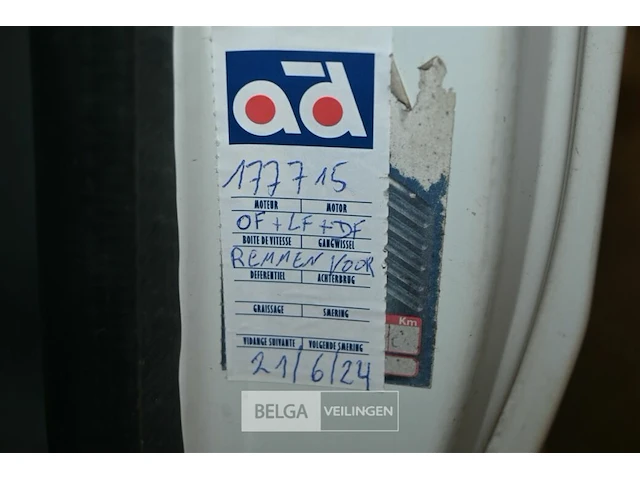 ad
177715
MOTEUR MOTOR
OF + LF + DF
BOITE DE VITESSE GANGWISSEL
REMMEN VOOR
DEFERENTIEL ACHTERBRUG
GRAISSAGE SMERING
VIDANGE SUIVANTE VOLGENDE SMERING
21/6/24
Km
BELGA VEILINGEN